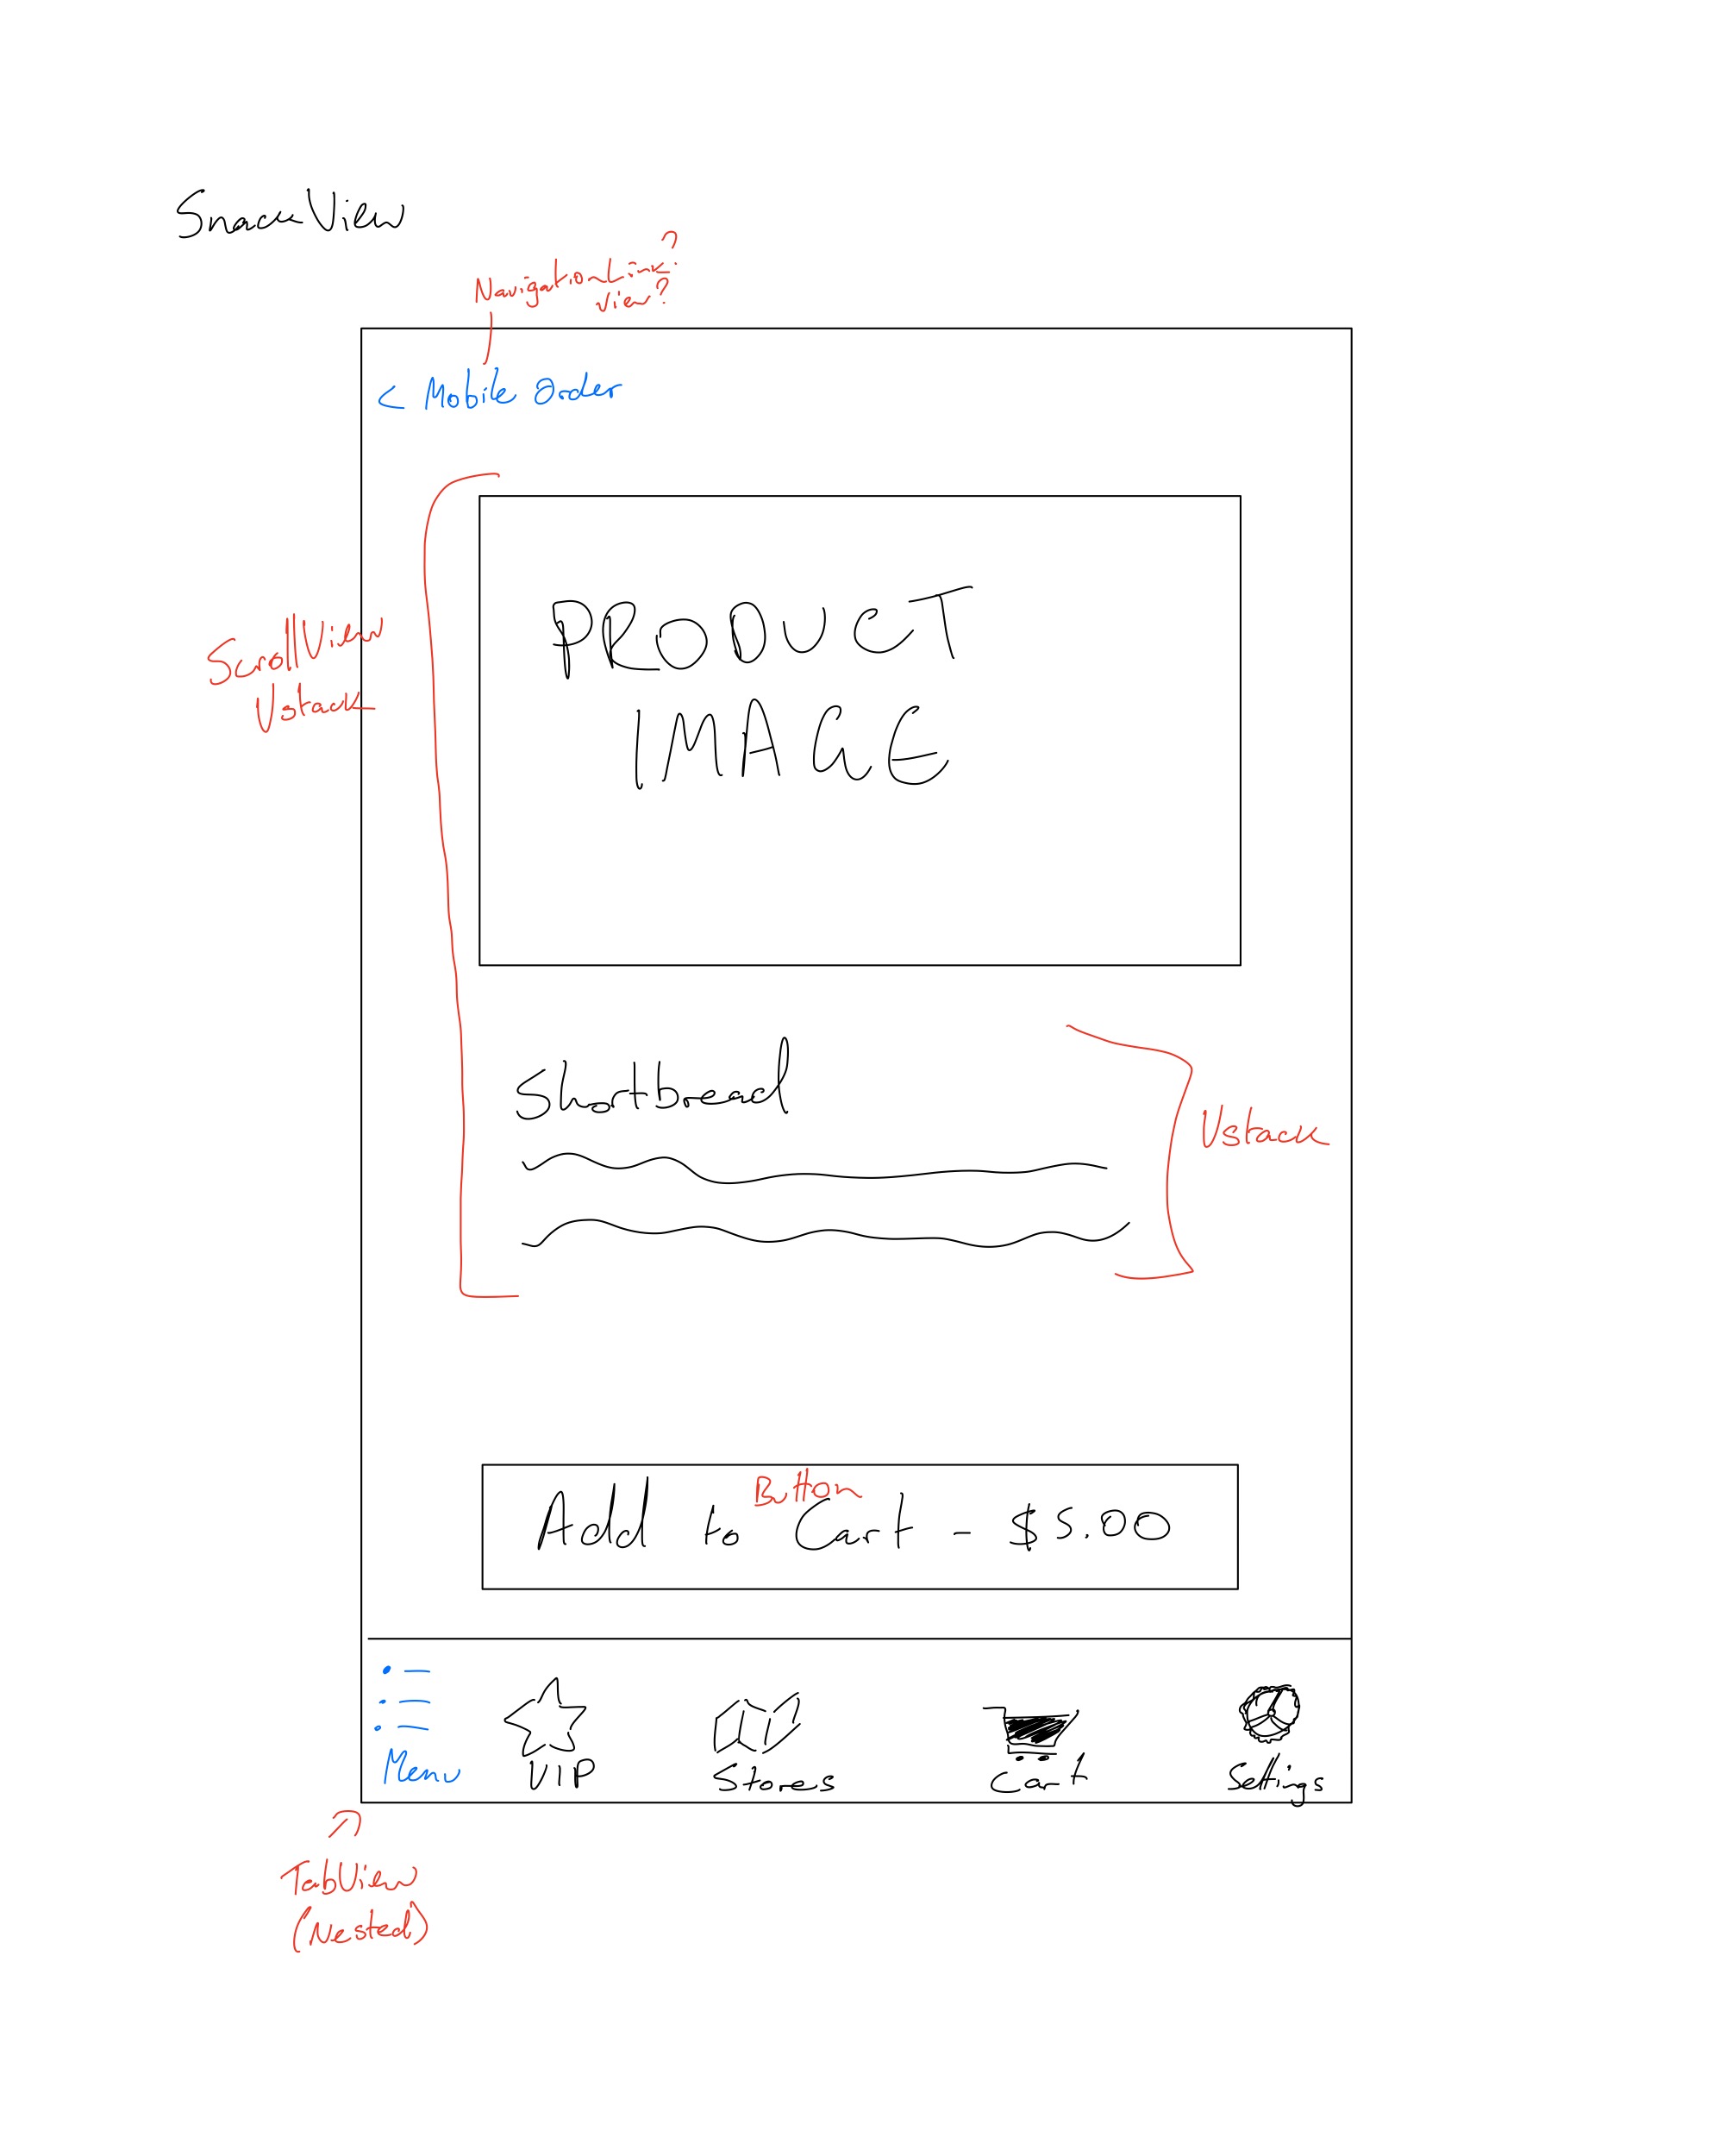 SnackView
NavigationLink?
View?
< Mobile Order
PRODUCT
IMAGE
ScrollView
Vstack
Shortbread
Vstack
Button
Add to Cart - $5.00
Menu
VIP
Stores
Cart
Settings
TabView
(Nested)